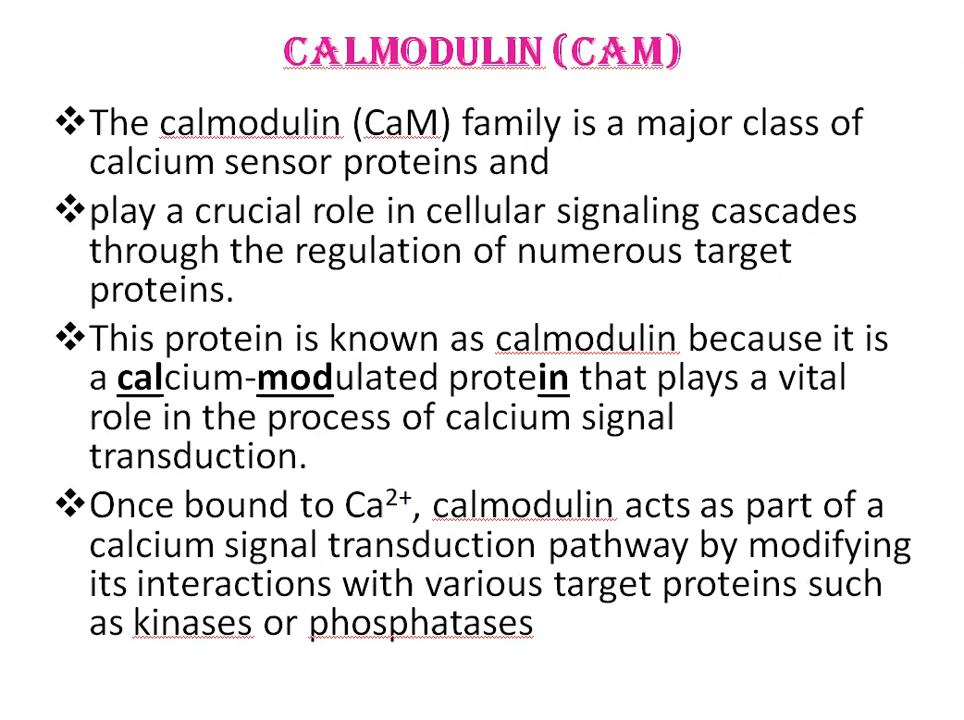 CALMODULIN (CAM)
❖The calmodulin (CaM) family is a major class of
calcium sensor proteins and
❖play a crucial role in cellular signaling cascades
through the regulation of numerous target
proteins.
❖This protein is known as calmodulin because it is
a calcium-modulated protein that plays a vital
role in the process of calcium signal
transduction.
❖Once bound to Ca²⁺, calmodulin acts as part of a
calcium signal transduction pathway by modifying
its interactions with various target proteins such
as kinases or phosphatases